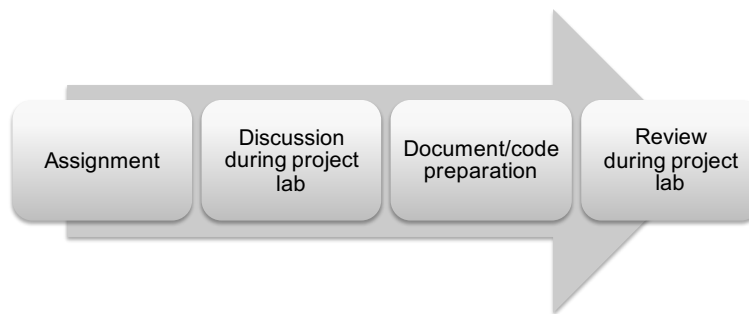 Assignment
Discussion
during project
lab
Document/code
preparation
Review
during project
lab